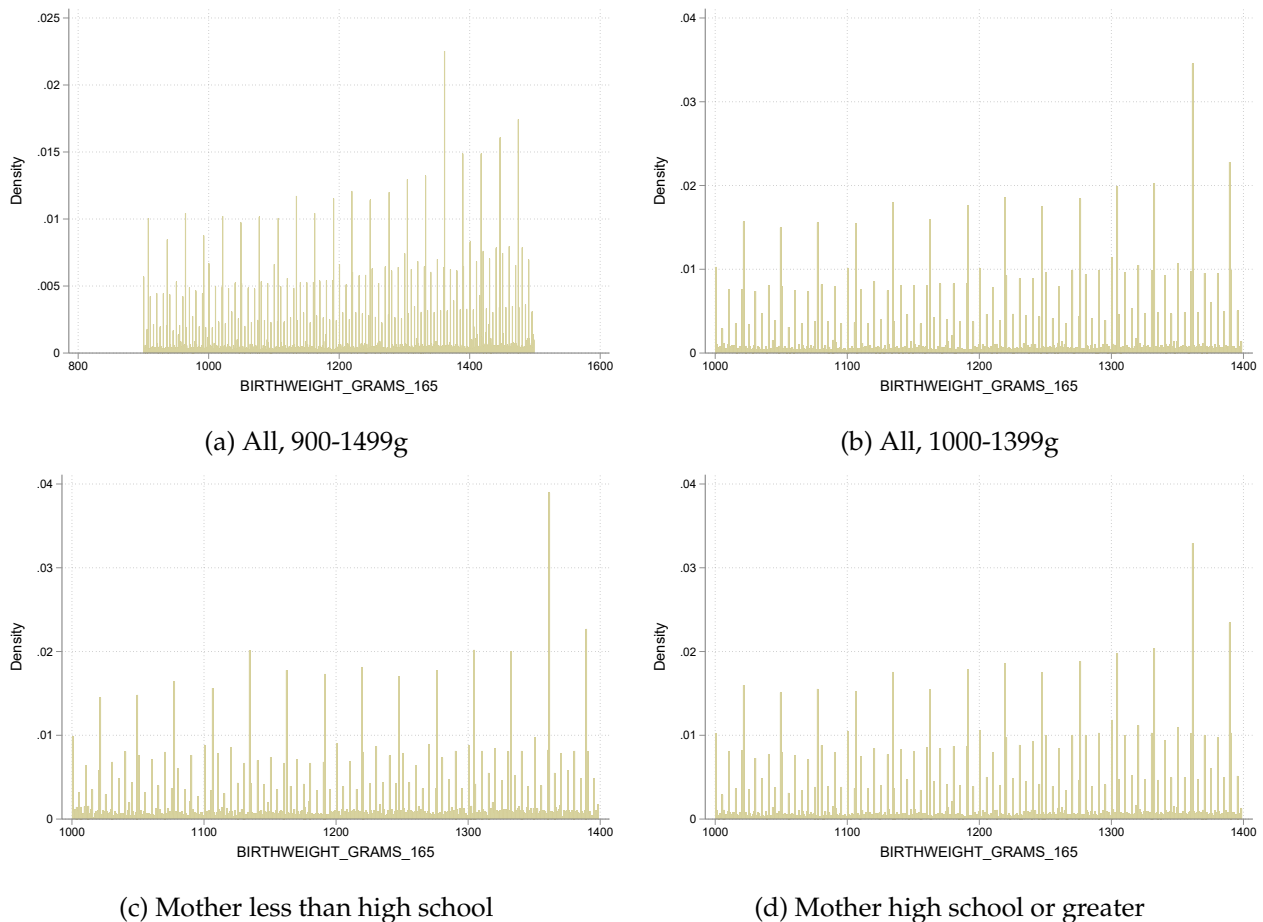 .025
.02
.015
.01
.005
0
Density
800 1000 1200 1400 1600
BIRTHWEIGHT_GRAMS_165
(a) All, 900-1499g
.04
.03
.02
.01
0
Density
1000 1100 1200 1300 1400
BIRTHWEIGHT_GRAMS_165
(b) All, 1000-1399g
.04
.03
.02
.01
0
Density
1000 1100 1200 1300 1400
BIRTHWEIGHT_GRAMS_165
(c) Mother less than high school
.04
.03
.02
.01
0
Density
1000 1100 1200 1300 1400
BIRTHWEIGHT_GRAMS_165
(d) Mother high school or greater